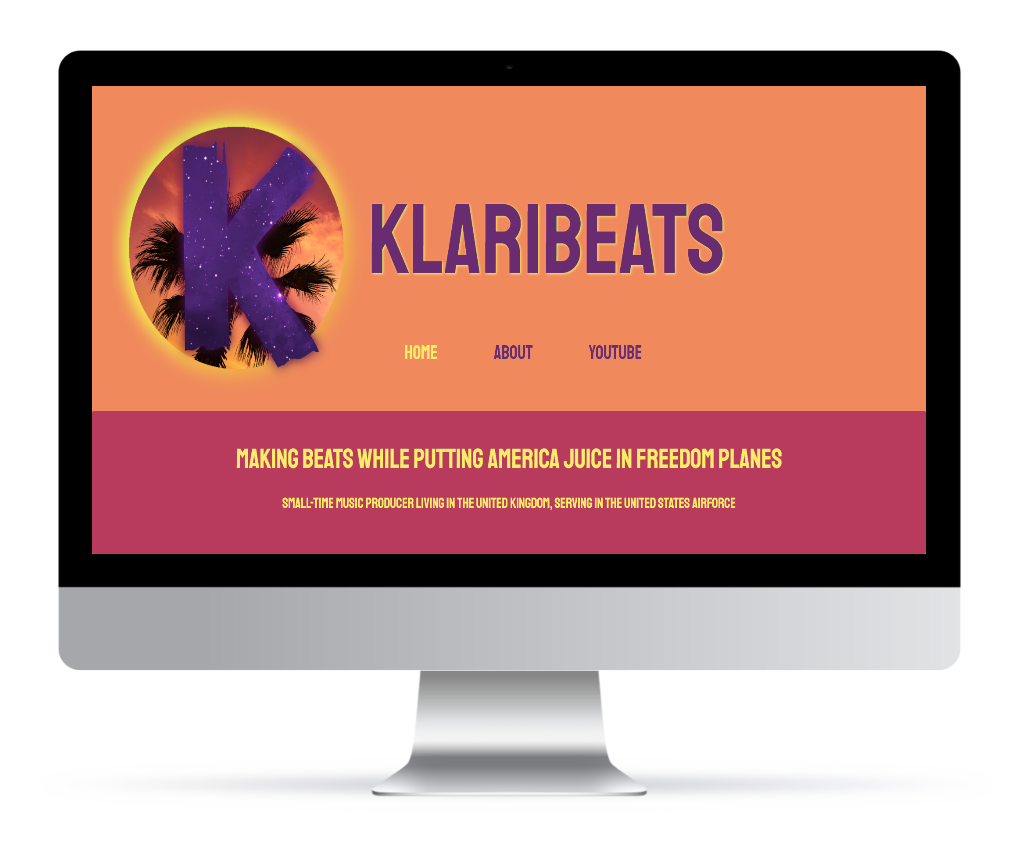 K
KLARIBEATS
HOME ABOUT YOUTUBE
MAKING BEATS WHILE PUTTING AMERICA JUICE IN FREEDOM PLANES
SMALL-TIME MUSIC PRODUCER LIVING IN THE UNITED KINGDOM, SERVING IN THE UNITED STATES AIRFORCE